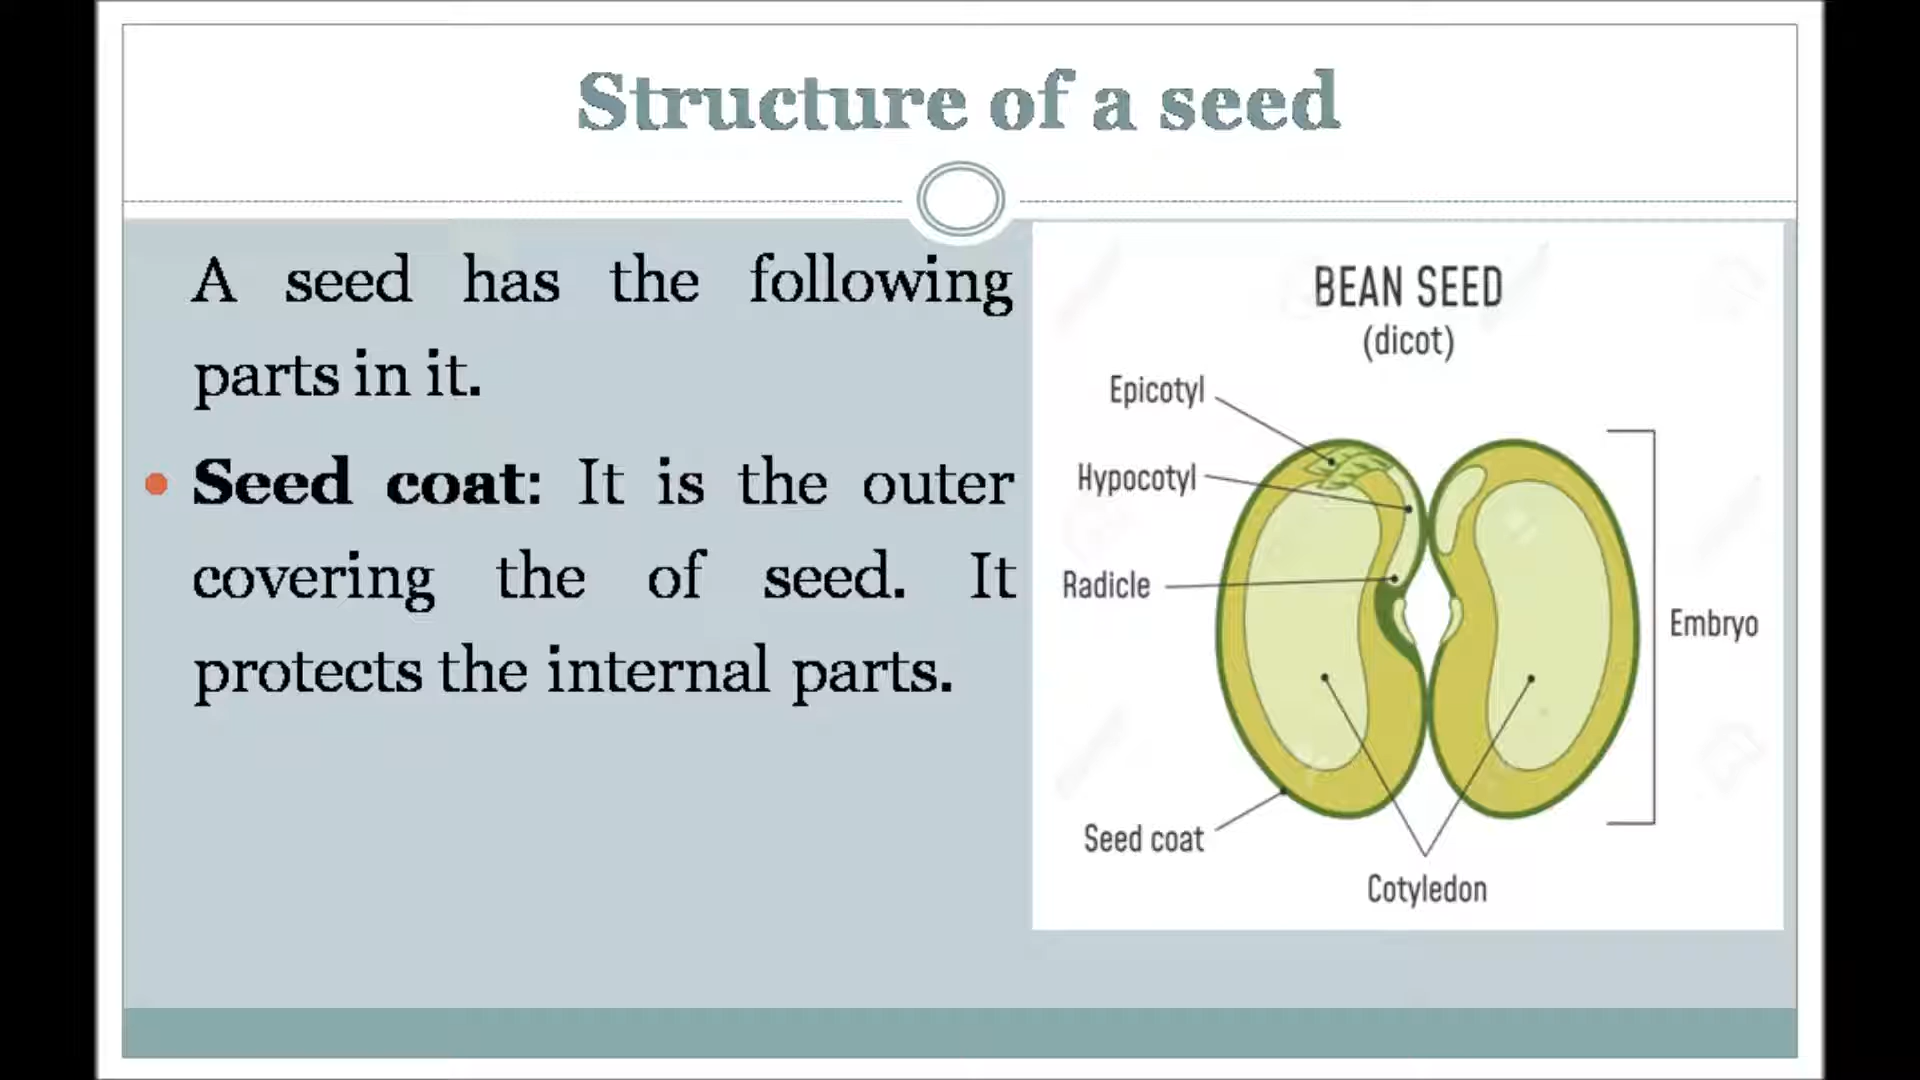 Structure of a seed
A seed has the following
parts in it.
Seed coat: It is the outer
covering the of seed. It
protects the internal parts.
BEAN SEED
(dicot)
Epicotyl
Hypocotyl
Radicle
Embryo
Seed coat
Cotyledon